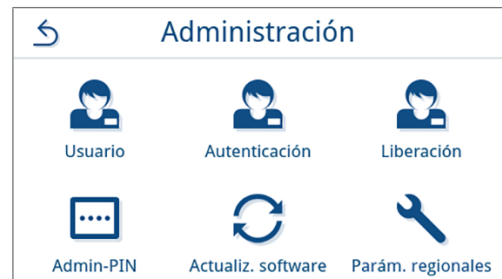 Administración
Usuario Autenticación Liberación
Admin-PIN Actualiz. software Parám. regionales